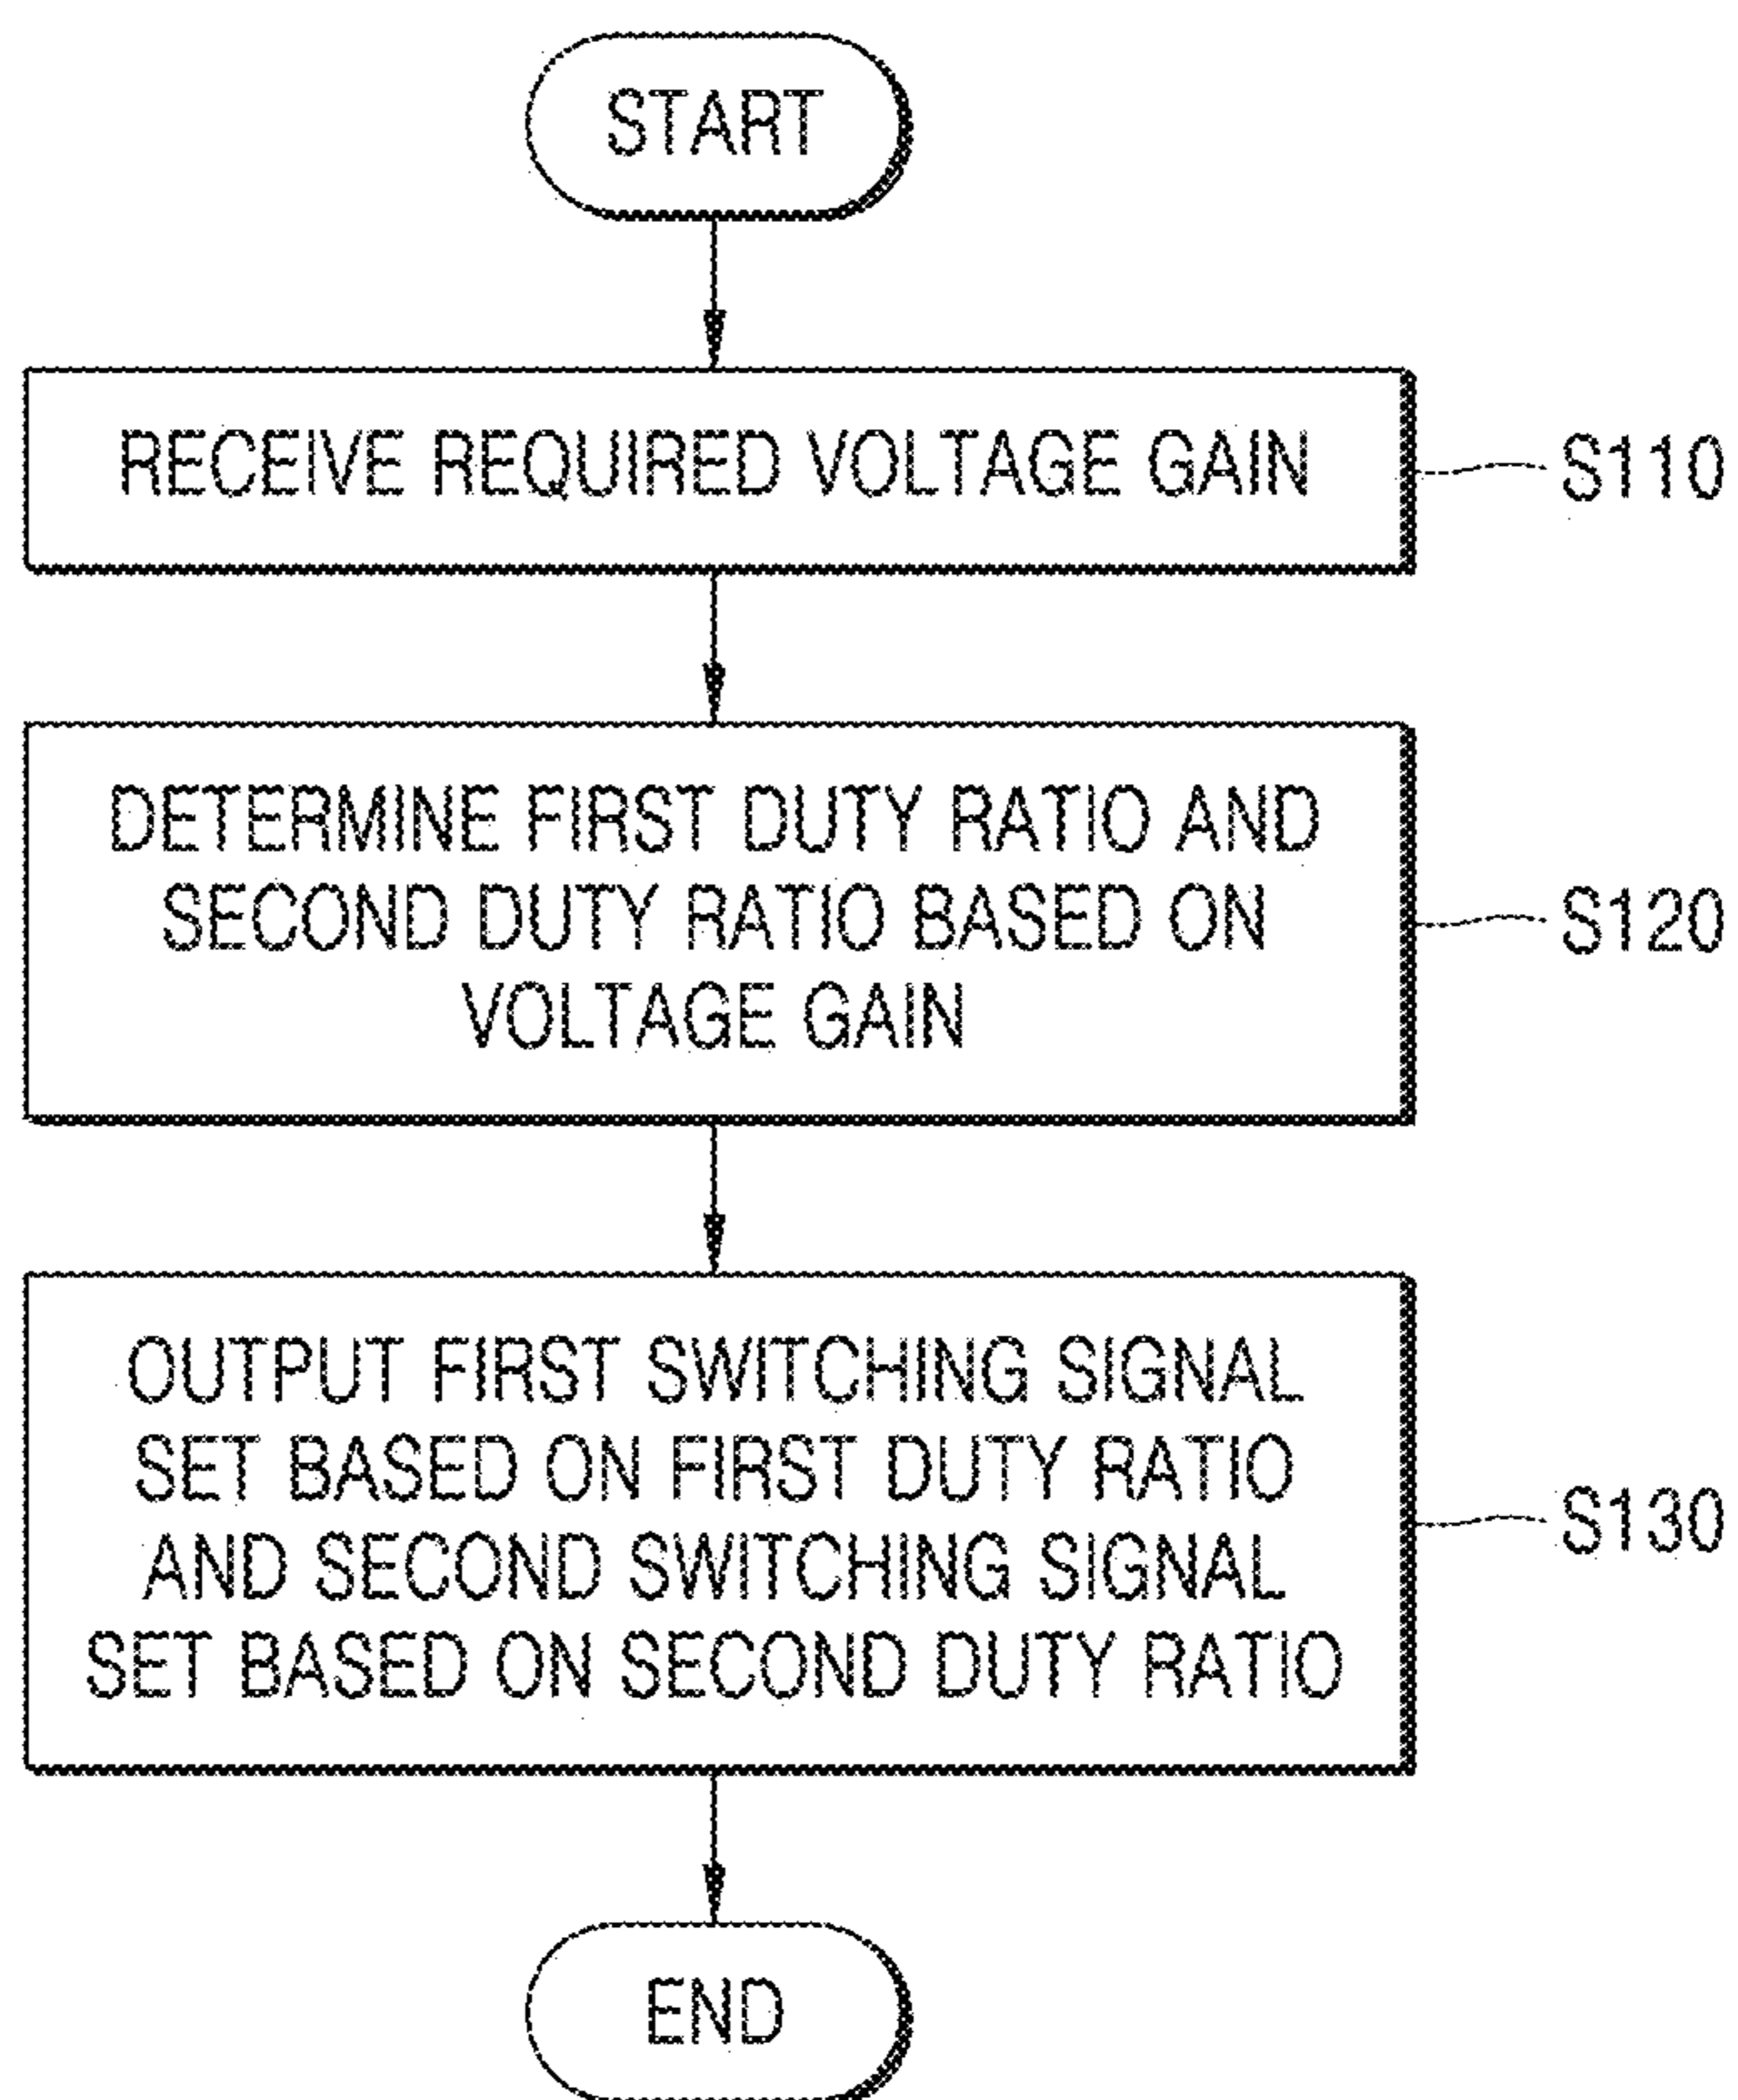 START
RECEIVE REQUIRED VOLTAGE GAIN
S110
DETERMINE FIRST DUTY RATIO AND
SECOND DUTY RATIO BASED ON
VOLTAGE GAIN
S120
OUTPUT FIRST SWITCHING SIGNAL
SET BASED ON FIRST DUTY RATIO
AND SECOND SWITCHING SIGNAL
SET BASED ON SECOND DUTY RATIO
S130
END